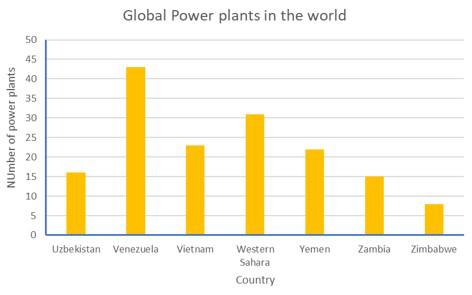 Global Power plants in the world
50
45
40
35
30
25
20
15
10
5
0
NUmber of power plants
Uzbekistan Venezuela Vietnam Western Sahara Yemen Zambia Zimbabwe
Country